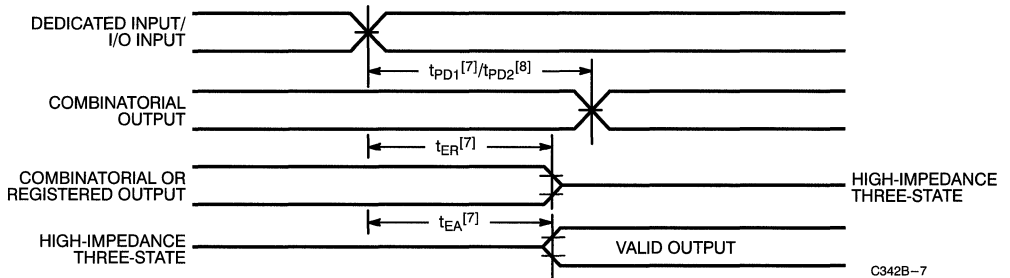 DEDICATED INPUT/
I/O INPUT
tPD1[7]/tPD2[8]
COMBINATORIAL
OUTPUT
tER[7]
COMBINATORIAL OR
REGISTERED OUTPUT
HIGH-IMPEDANCE
THREE-STATE
tEA[7]
HIGH-IMPEDANCE
THREE-STATE
VALID OUTPUT
C342B-7